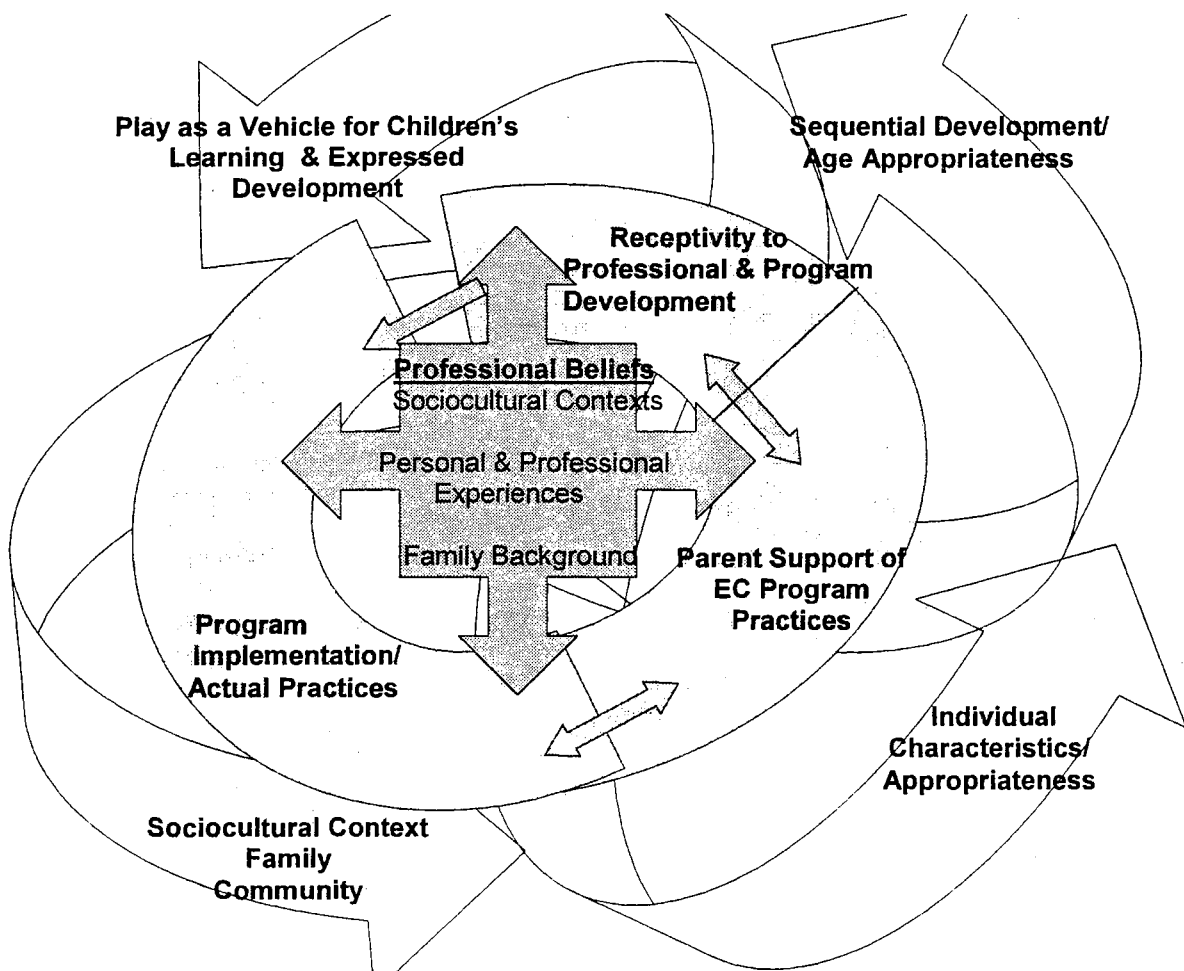 Play as a Vehicle for Children's
Learning & Expressed
Development
Sequential Development/
Age Appropriateness
Receptivity to
Professional & Program
Development
Professional Beliefs
Sociocultural Contexts
Personal & Professional
Experiences
Family Background
Parent Support of
EC Program
Practices
Program
Implementation/
Actual Practices
Individual
Characteristics/
Appropriateness
Sociocultural Context
Family
Community